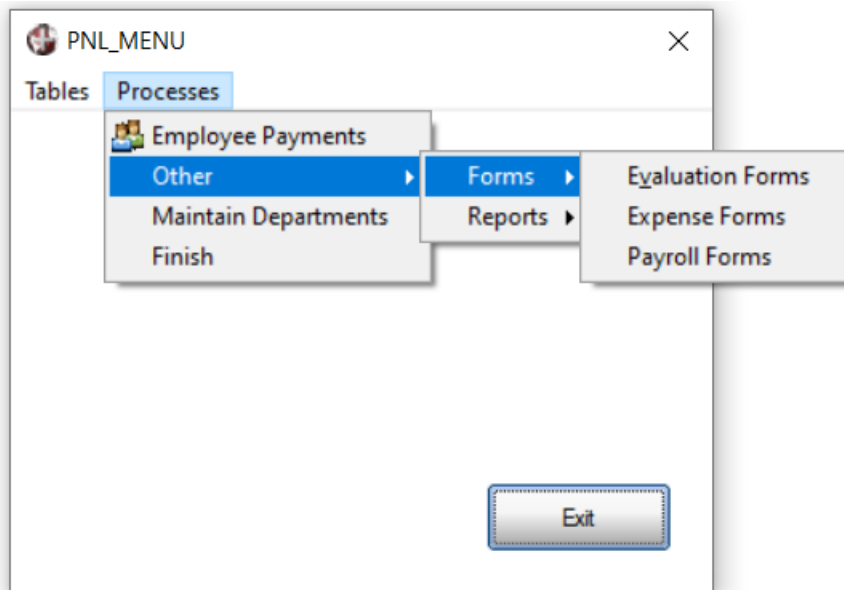 PNL_MENU
Tables Processes
Employee Payments
Other Forms Evaluation Forms
Maintain Departments Reports Expense Forms
Finish Payroll Forms
Exit